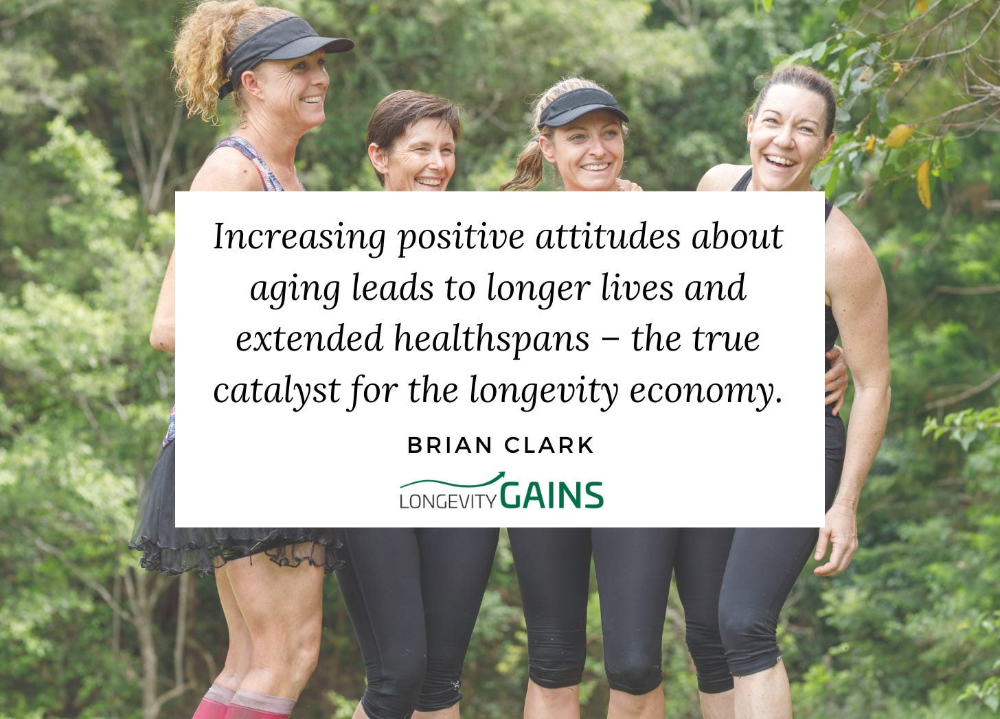 Increasing positive attitudes about
aging leads to longer lives and
extended healthspans – the true
catalyst for the longevity economy.
BRIAN CLARK
LONGEVITY GAINS